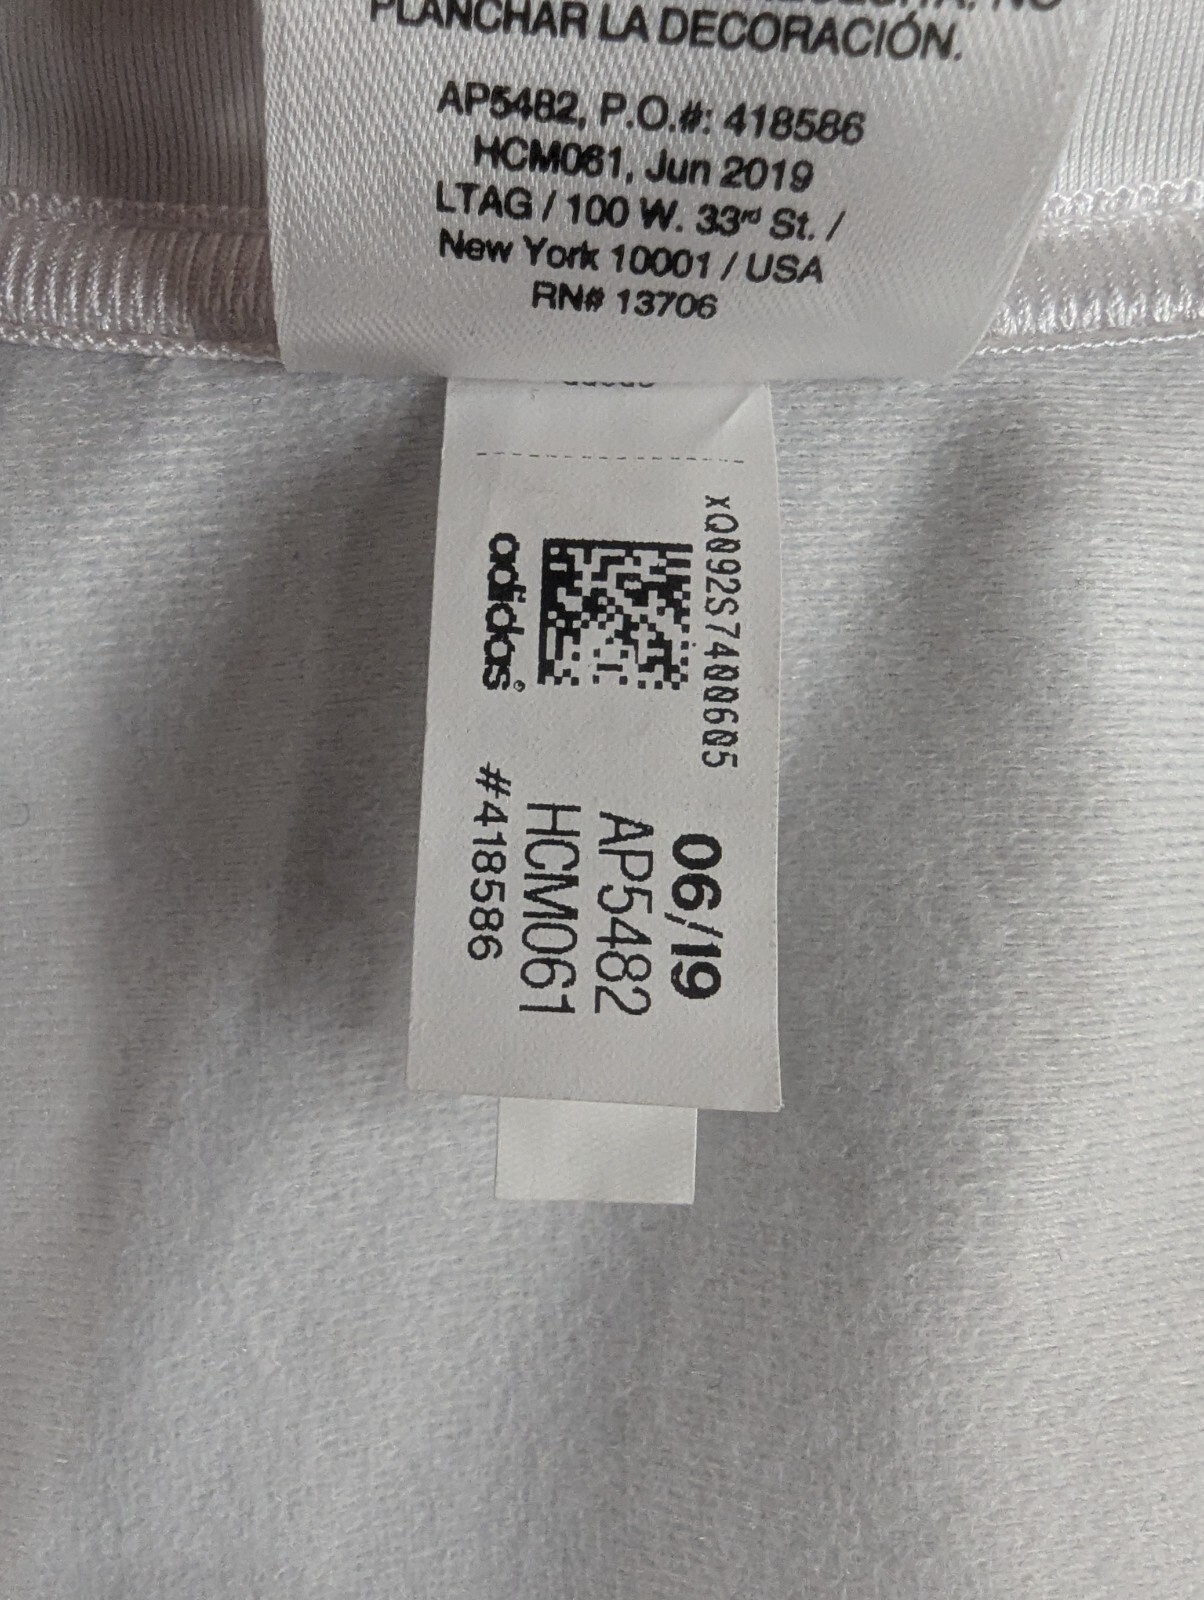 NO
PLANCHAR LA DECORACIÓN.
AP5482, P.O.#: 418586
HCM061, Jun 2019
LTAG / 100 W. 33rd St. /
New York 10001 / USA
RN# 13706
xQ092S7400605
adidas
06/19
AP5482
HCM061
#418586